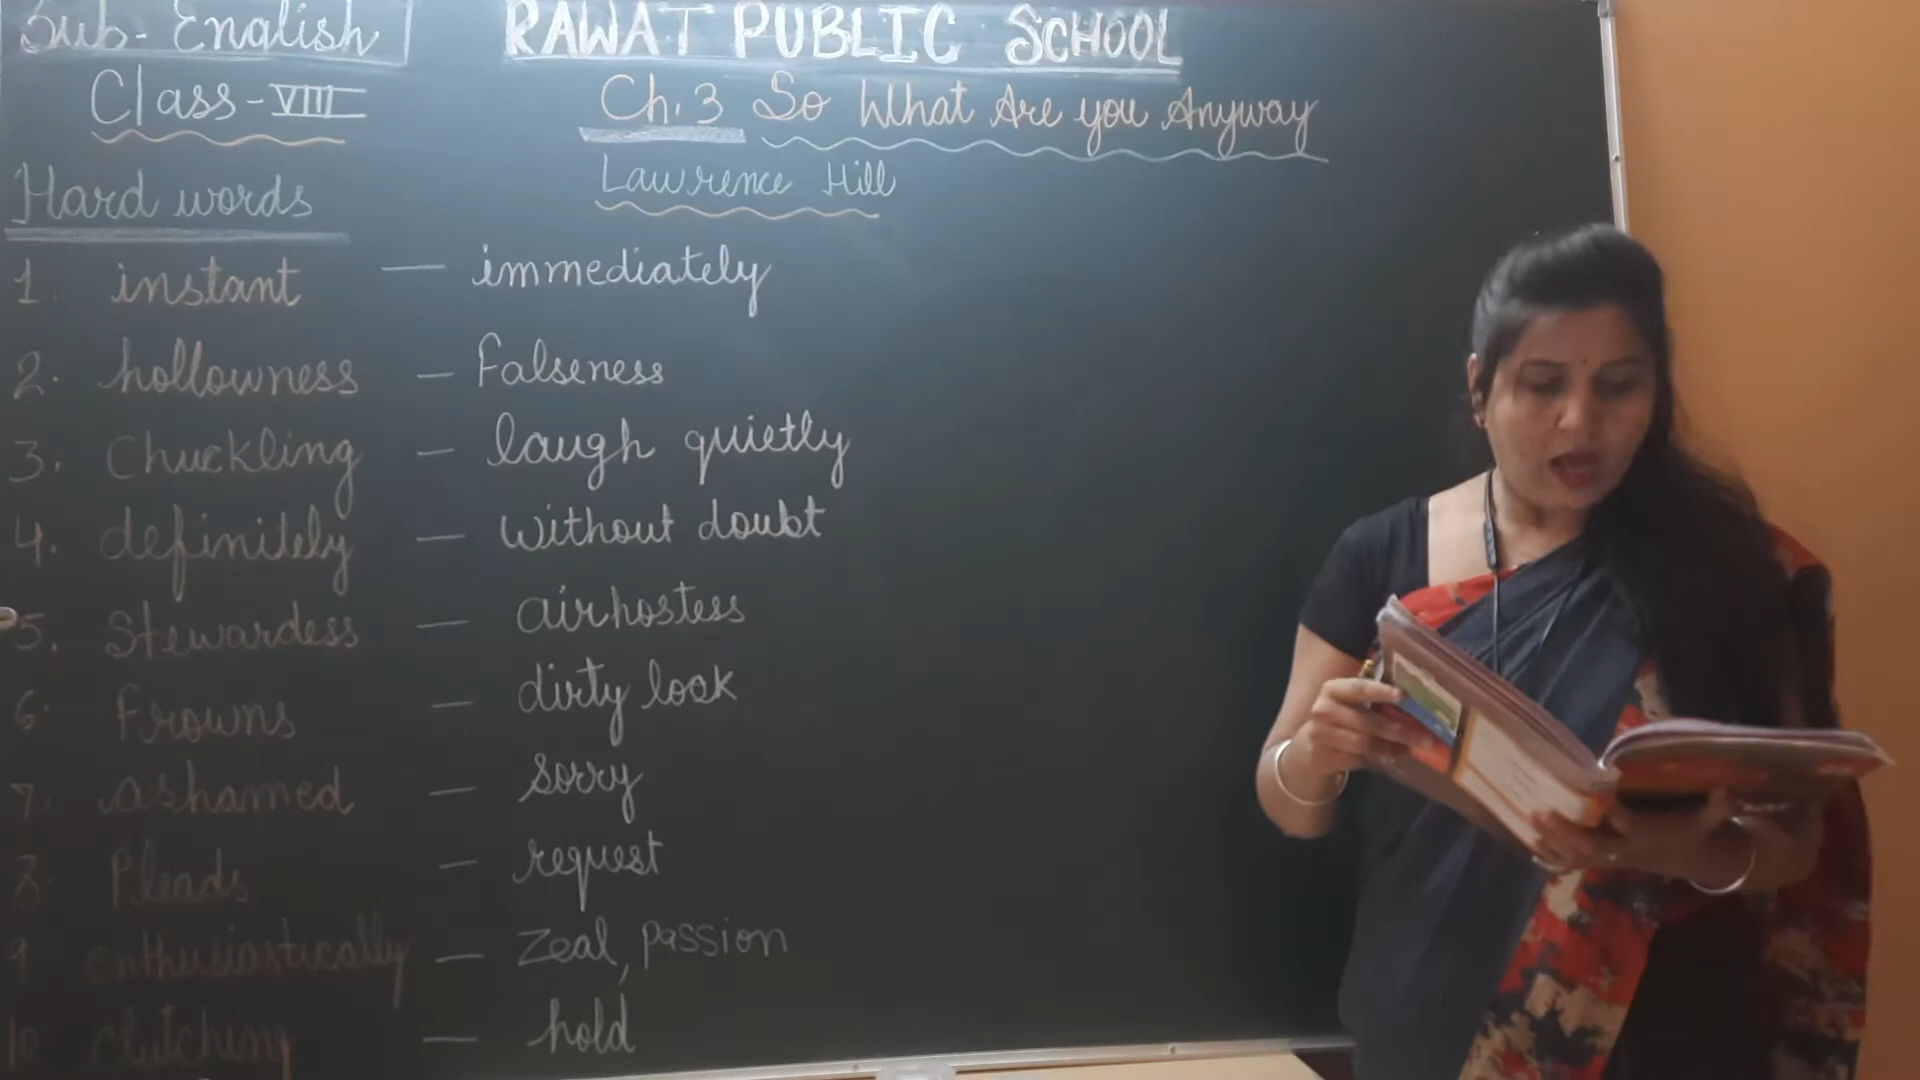 Sub- English
RAWAT PUBLIC SCHOOL
Class - VIII
Ch. 3 So What Are you Anyway
Lawrence Hill
Hard words
1. instant — immediately
2. hollowness — Falseness
3. Chuckling — laugh quietly
4. definitely — without doubt
5. Stewardess — airhostess
6. Frowns — dirty look
7. ashamed — sorry
8. Pleads — request
9 enthusiastically — zeal, passion
10 clutching — hold